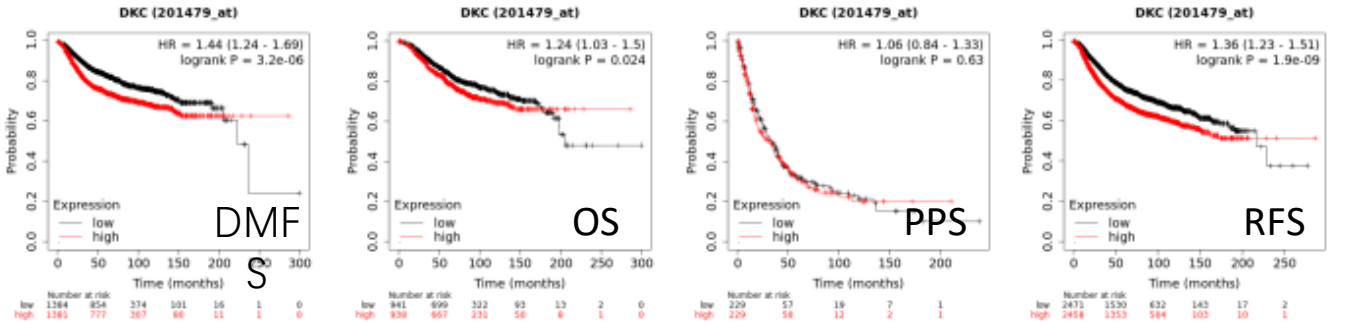 DKC (201479_at)
HR = 1.44 (1.24 - 1.69)
logrank P = 3.2e-06
Probability
0.0 0.2 0.4 0.6 0.8 1.0
Expression
low
high
DMF
S
0 50 100 150 200 250 300
Time (months)
Number at risk
low 1384 854 374 101 16 1 0
high 1381 777 307 80 11 1 0
DKC (201479_at)
HR = 1.24 (1.03 - 1.5)
logrank P = 0.024
Probability
0.0 0.2 0.4 0.6 0.8 1.0
Expression
low
high
OS
0 50 100 150 200 250 300
Time (months)
Number at risk
low 941 699 322 93 13 2 0
high 938 667 231 50 6 1 0
DKC (201479_at)
HR = 1.06 (0.84 - 1.33)
logrank P = 0.63
Probability
0.0 0.2 0.4 0.6 0.8 1.0
Expression
low
high
PPS
0 50 100 150 200
Time (months)
Number at risk
low 229 57 19 7 1
high 229 50 12 2 1
DKC (201479_at)
HR = 1.36 (1.23 - 1.51)
logrank P = 1.9e-09
Probability
0.0 0.2 0.4 0.6 0.8 1.0
Expression
low
high
RFS
0 50 100 150 200 250
Time (months)
Number at risk
low 2471 1530 632 143 17 2
high 2458 1353 504 103 10 1